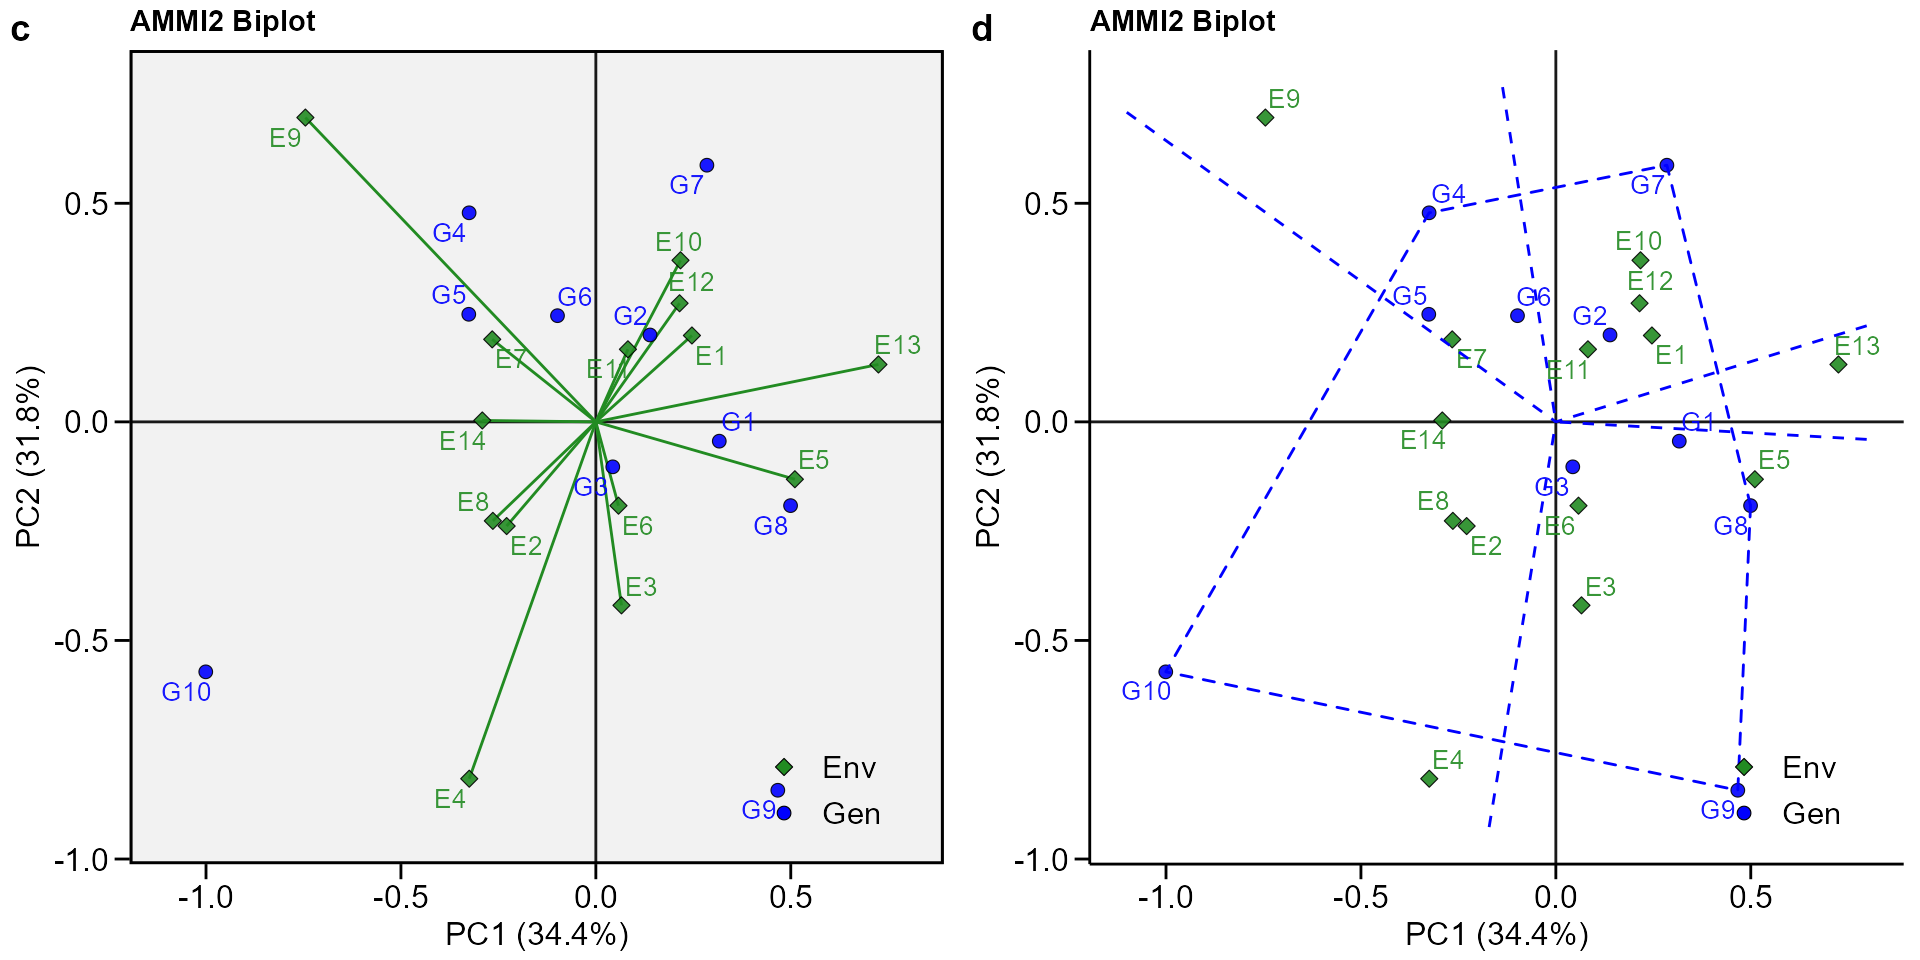 c
AMMI2 Biplot
E9
G7
G4
E10
G5
G6
E12
G2
E7
E11
E1
E13
E14
G1
E5
E8
G3
E2
E6
G8
E3
G10
E4
G9
Env
Gen
0.5
0.0
-0.5
-1.0
-1.0
-0.5
0.0
0.5
PC1 (34.4%)
PC2 (31.8%)
d
AMMI2 Biplot
E9
G4
G7
E10
E12
G5
G6
G2
E7
E11
E1
E13
E14
G1
E5
E8
G3
E2
E6
G8
E3
G10
E4
G9
Env
Gen
0.5
0.0
-0.5
-1.0
-1.0
-0.5
0.0
0.5
PC1 (34.4%)
PC2 (31.8%)